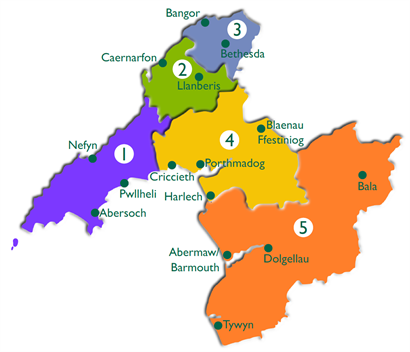 Bangor
3
Caernarfon
Bethesda
2
Llanberis
Blaenau
Ffestiniog
4
Nefyn
1
Porthmadog
Criccieth
Bala
Pwllheli
Harlech
Abersoch
5
Abermaw/
Barmouth
Dolgellau
Tywyn